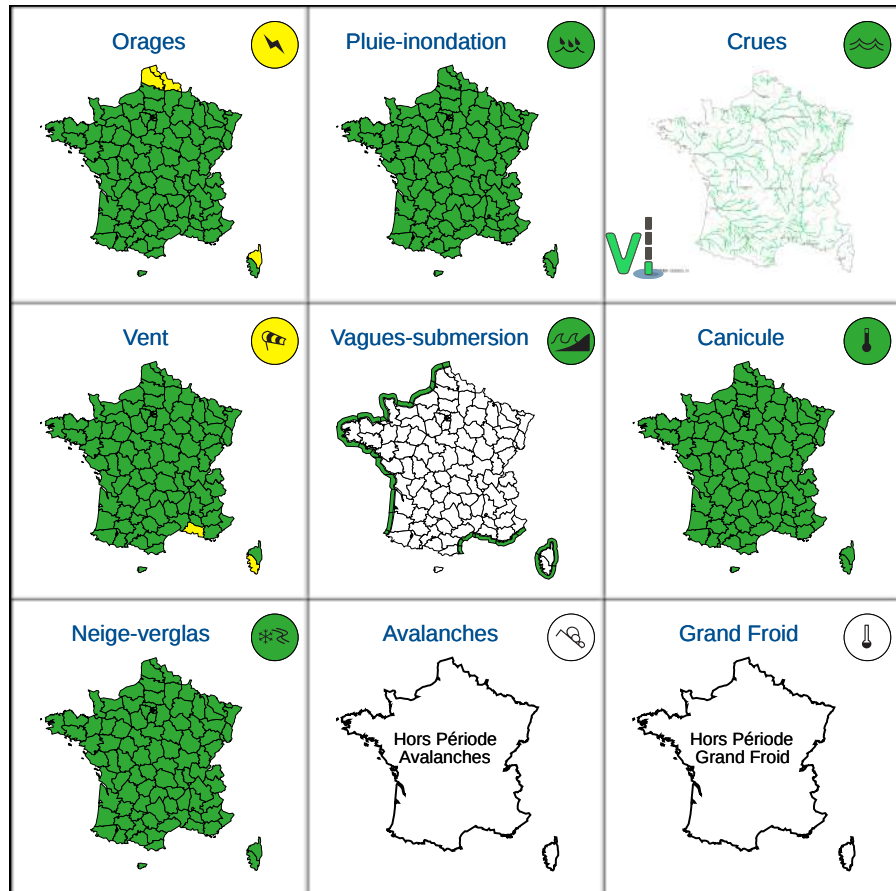 Orages
Pluie-inondation
Crues
Vent
Vagues-submersion
Canicule
Neige-verglas
Avalanches
Hors Période
Avalanches
Grand Froid
Hors Période
Grand Froid